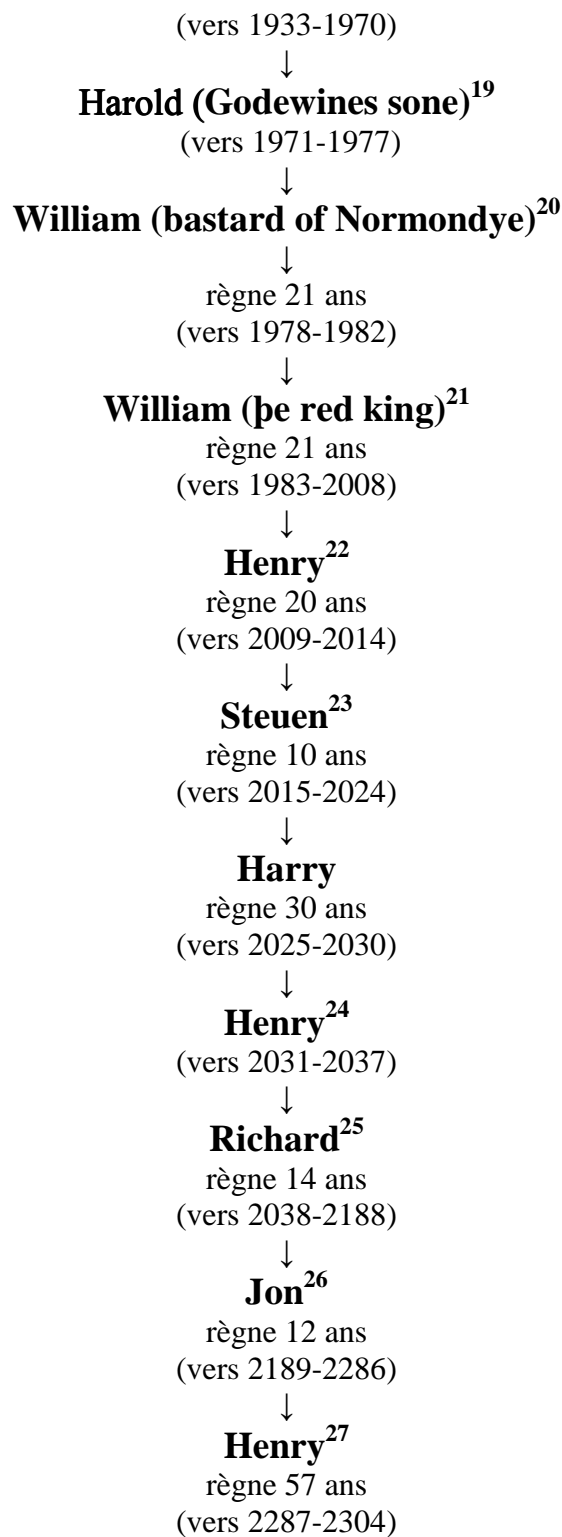 (vers 1933-1970)
↓
Harold (Godewines sone)¹⁹
(vers 1971-1977)
↓
William (bastard of Normondye)²⁰
↓
règne 21 ans
(vers 1978-1982)
↓
William (þe red king)²¹
règne 21 ans
(vers 1983-2008)
↓
Henry²²
règne 20 ans
(vers 2009-2014)
↓
Steuen²³
règne 10 ans
(vers 2015-2024)
↓
Harry
règne 30 ans
(vers 2025-2030)
↓
Henry²⁴
(vers 2031-2037)
↓
Richard²⁵
règne 14 ans
(vers 2038-2188)
↓
Jon²⁶
règne 12 ans
(vers 2189-2286)
↓
Henry²⁷
règne 57 ans
(vers 2287-2304)